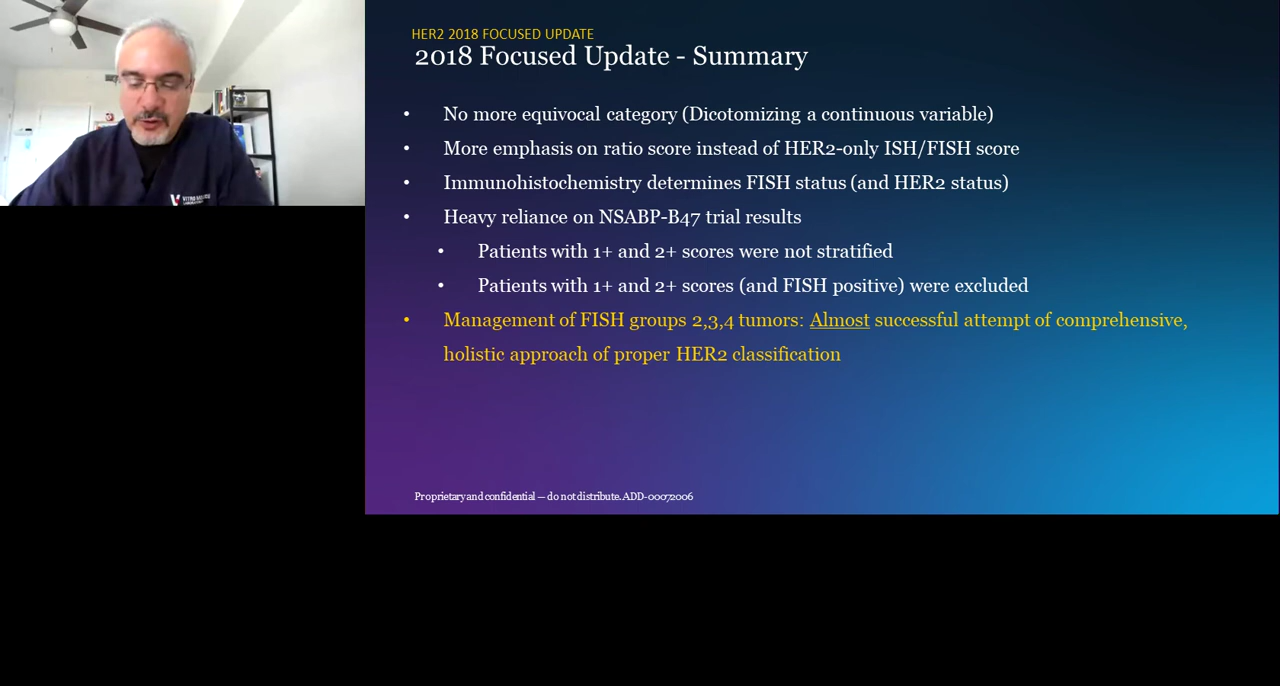 HER2 2018 FOCUSED UPDATE
2018 Focused Update - Summary
• No more equivocal category (Dicotomizing a continuous variable)
• More emphasis on ratio score instead of HER2-only ISH/FISH score
• Immunohistochemistry determines FISH status (and HER2 status)
• Heavy reliance on NSABP-B47 trial results
• Patients with 1+ and 2+ scores were not stratified
• Patients with 1+ and 2+ scores (and FISH positive) were excluded
• Management of FISH groups 2,3,4 tumors: Almost successful attempt of comprehensive,
holistic approach of proper HER2 classification
Proprietary and confidential — do not distribute. ADD-00072006